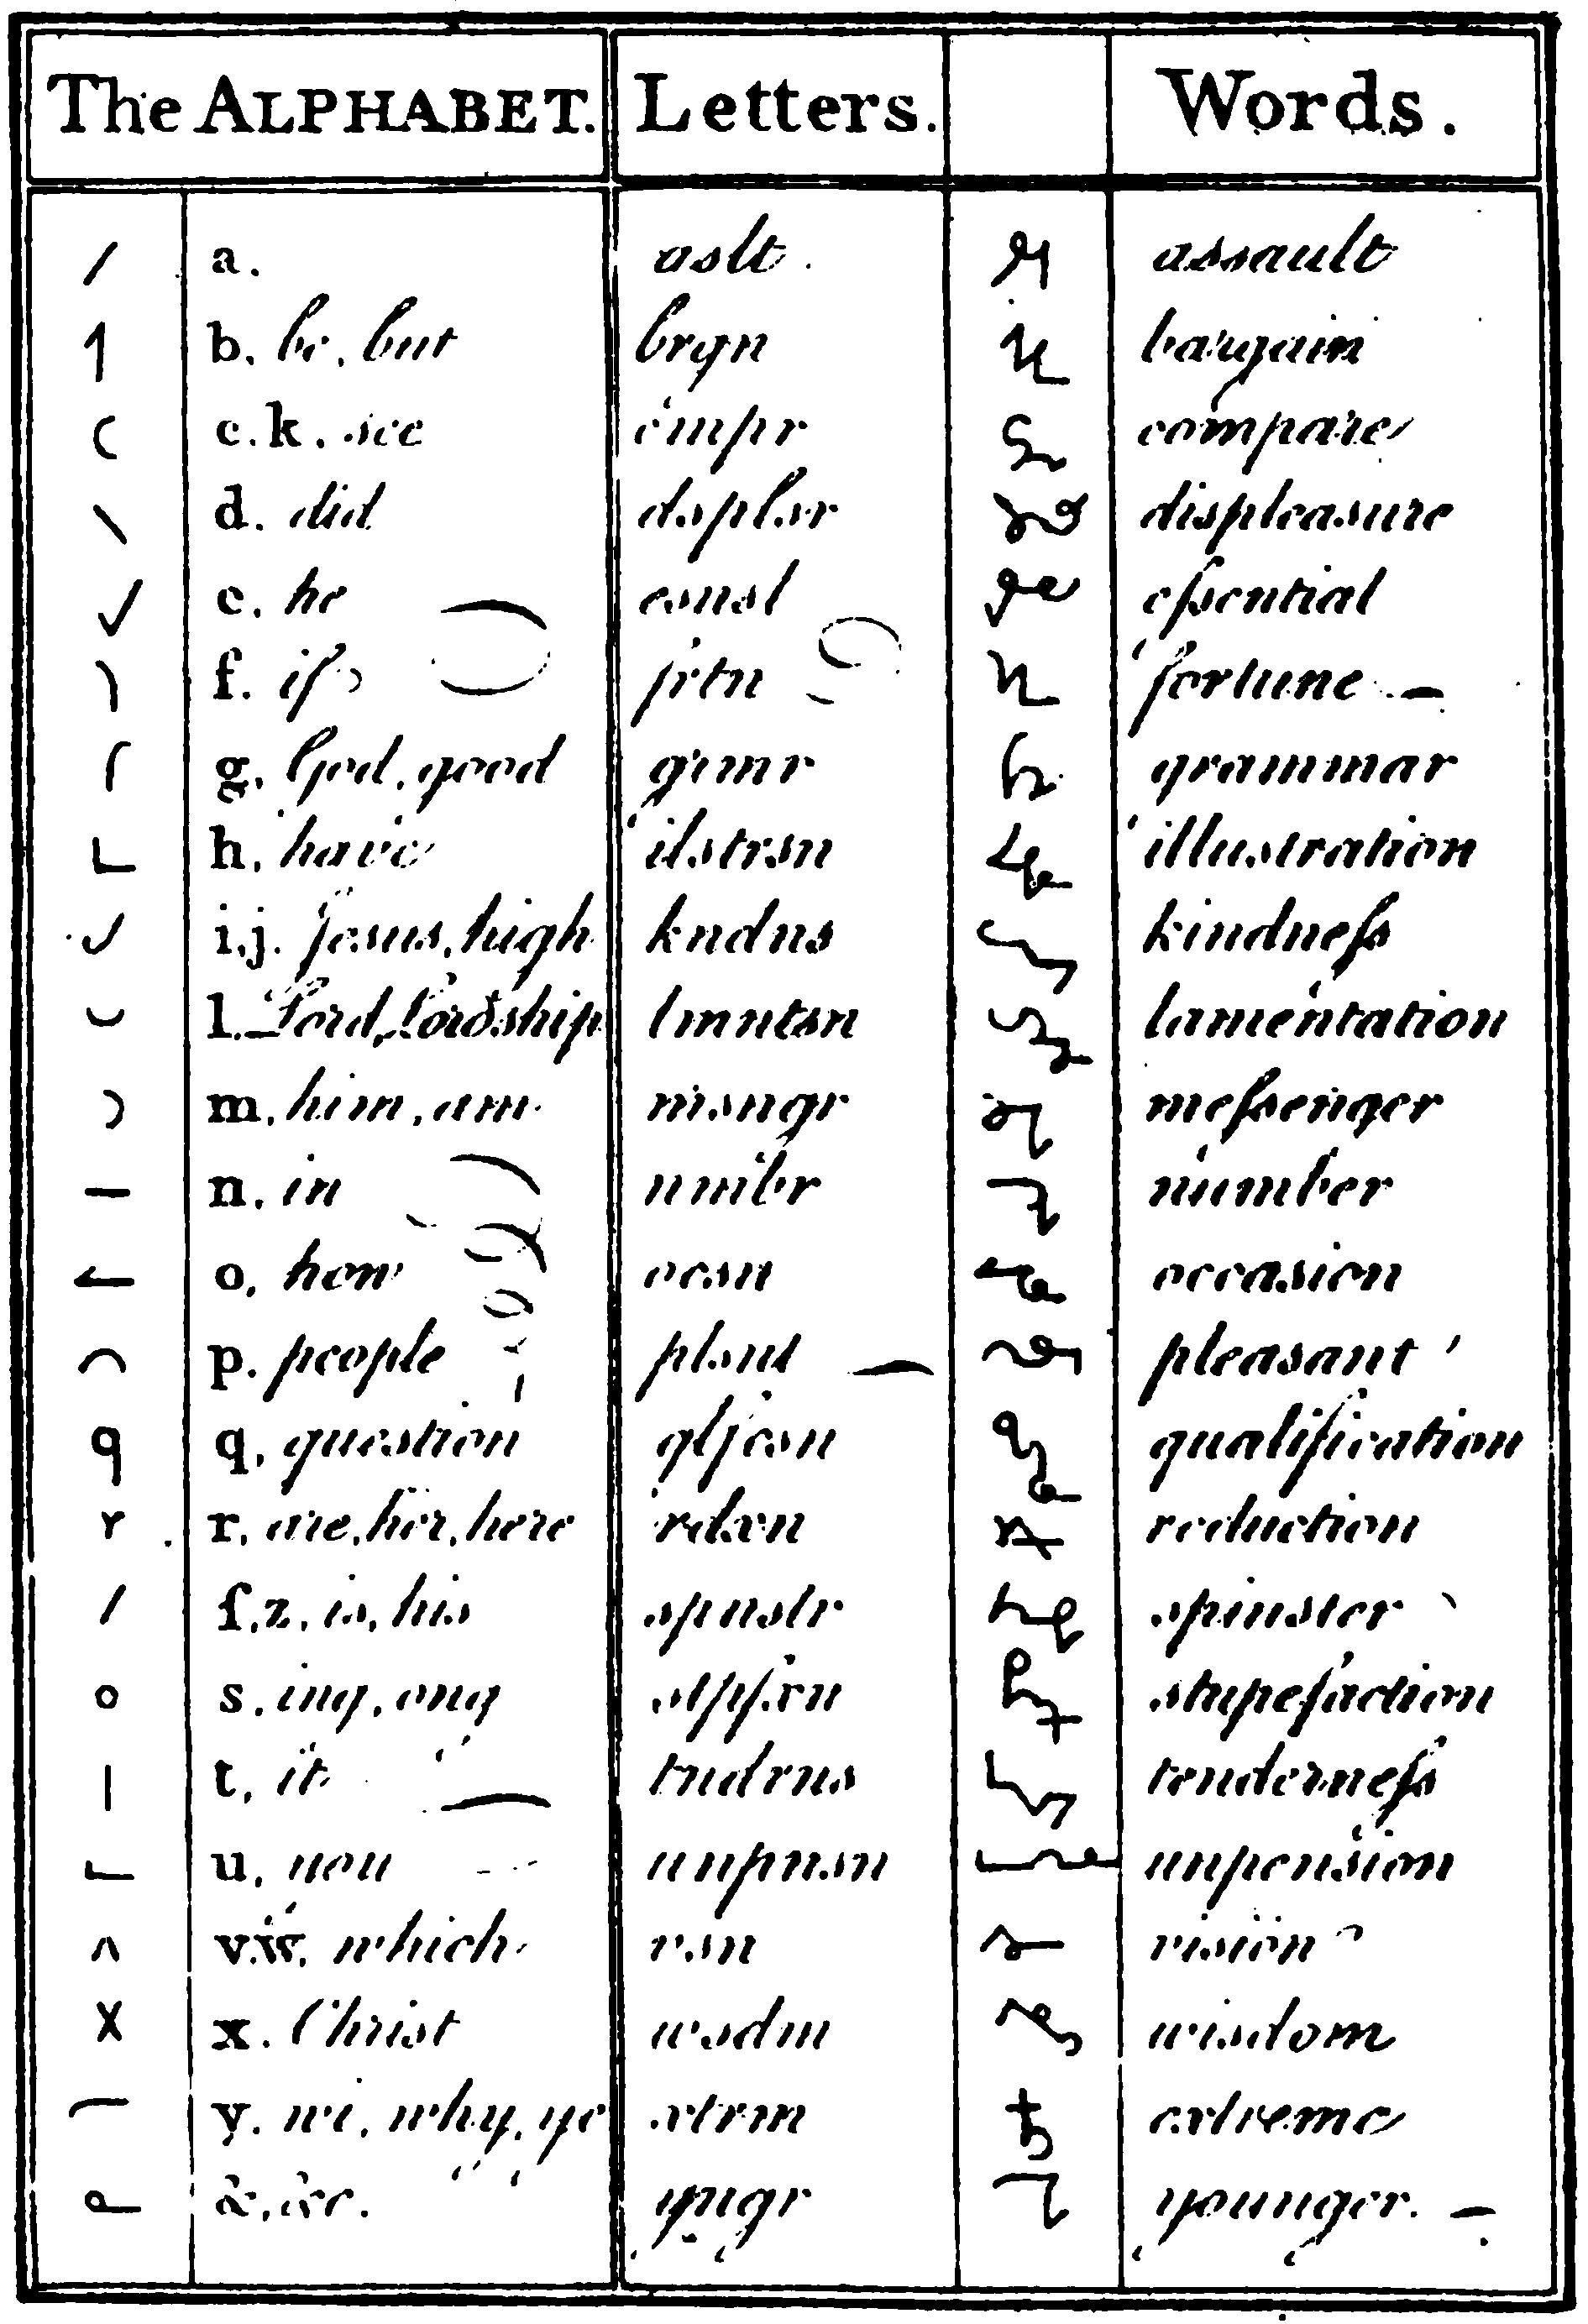 The ALPHABET. Letters. Words.
a. aslt assault
b, be, but brgn bargain
c. k. see cmpr compare
d. did dsplsr displeasure
e, he esnsl eſsential
f. if frtn fortune
g, God, good grmr grammar
h, have ilstrsn illustration
i,j. Jesus, high kndns kindneſs
l. Lord, Lordship lmntsn lamentation
m, him, am msngr meſsenger
n, in nmbr number
o, how ocsn occasion
p. people plsnt pleasant
q, question qlfcsn qualification
r, are, her, here rdxn reduction
ſ,z, is, his spnstr spinster
s. ing, ong stpfxn stupefaction
t, it tndrns tenderneſs
u, you unpnsn unpension
v.w, which vsn vision
x. Christ wsdm wisdom
y. wi, why, ye xtrm extreme
&, &c. yngr younger.